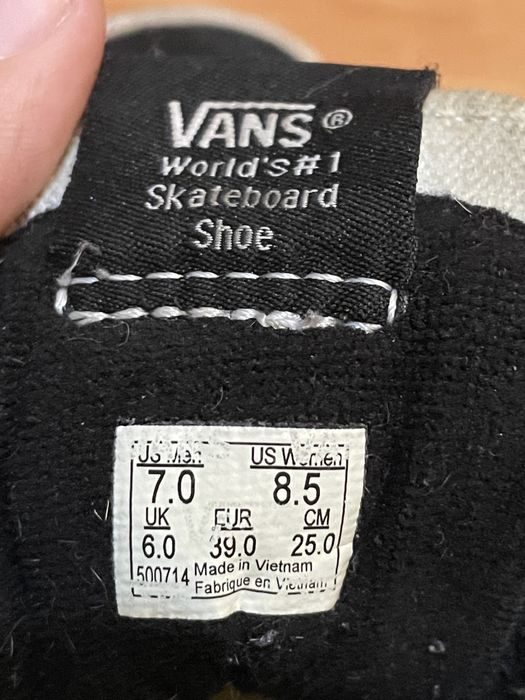 VANS®
World's#1
Skateboard
Shoe
US Men US Women
7.0 8.5
UK EUR CM
6.0 39.0 25.0
500714 Made in Vietnam
Fabrique en Vietnam